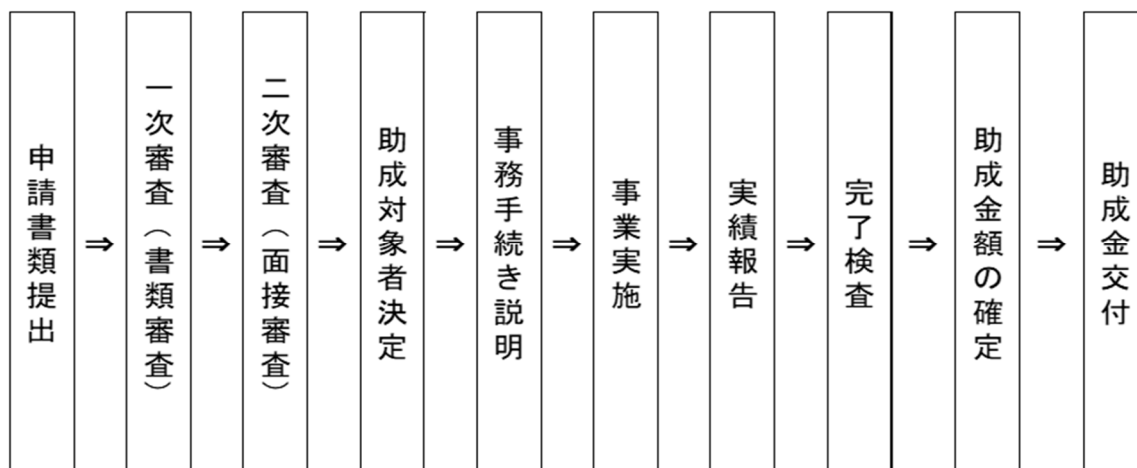 申請書類提出
⇒
一次審査（書類審査）
⇒
二次審査（面接審査）
⇒
助成対象者決定
⇒
事務手続き説明
⇒
事業実施
⇒
実績報告
⇒
完了検査
⇒
助成金額の確定
⇒
助成金交付